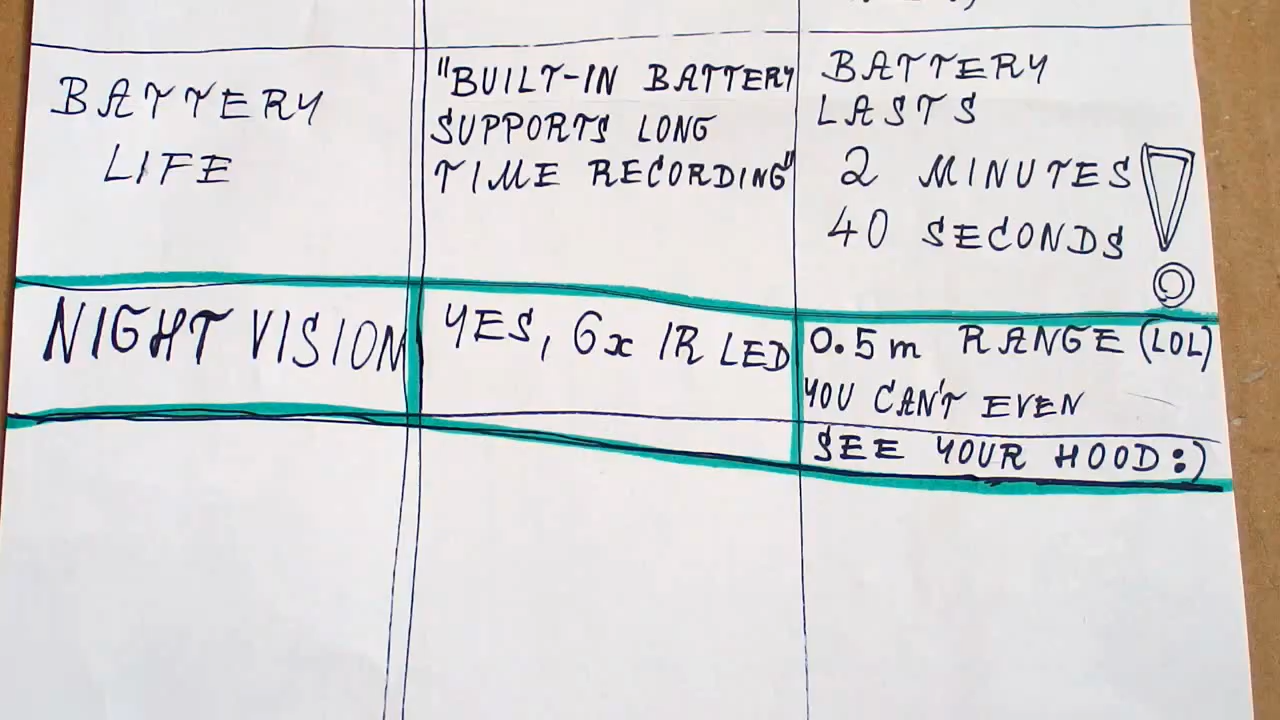 BATTERY
LIFE
"BUILT-IN BATTERY
SUPPORTS LONG
TIME RECORDING"
BATTERY
LASTS
2 MINUTES
40 SECONDS!
NIGHT VISION
YES, 6x IR LED
0.5m RANGE (LOL)
YOU CAN'T EVEN
SEE YOUR HOOD:)